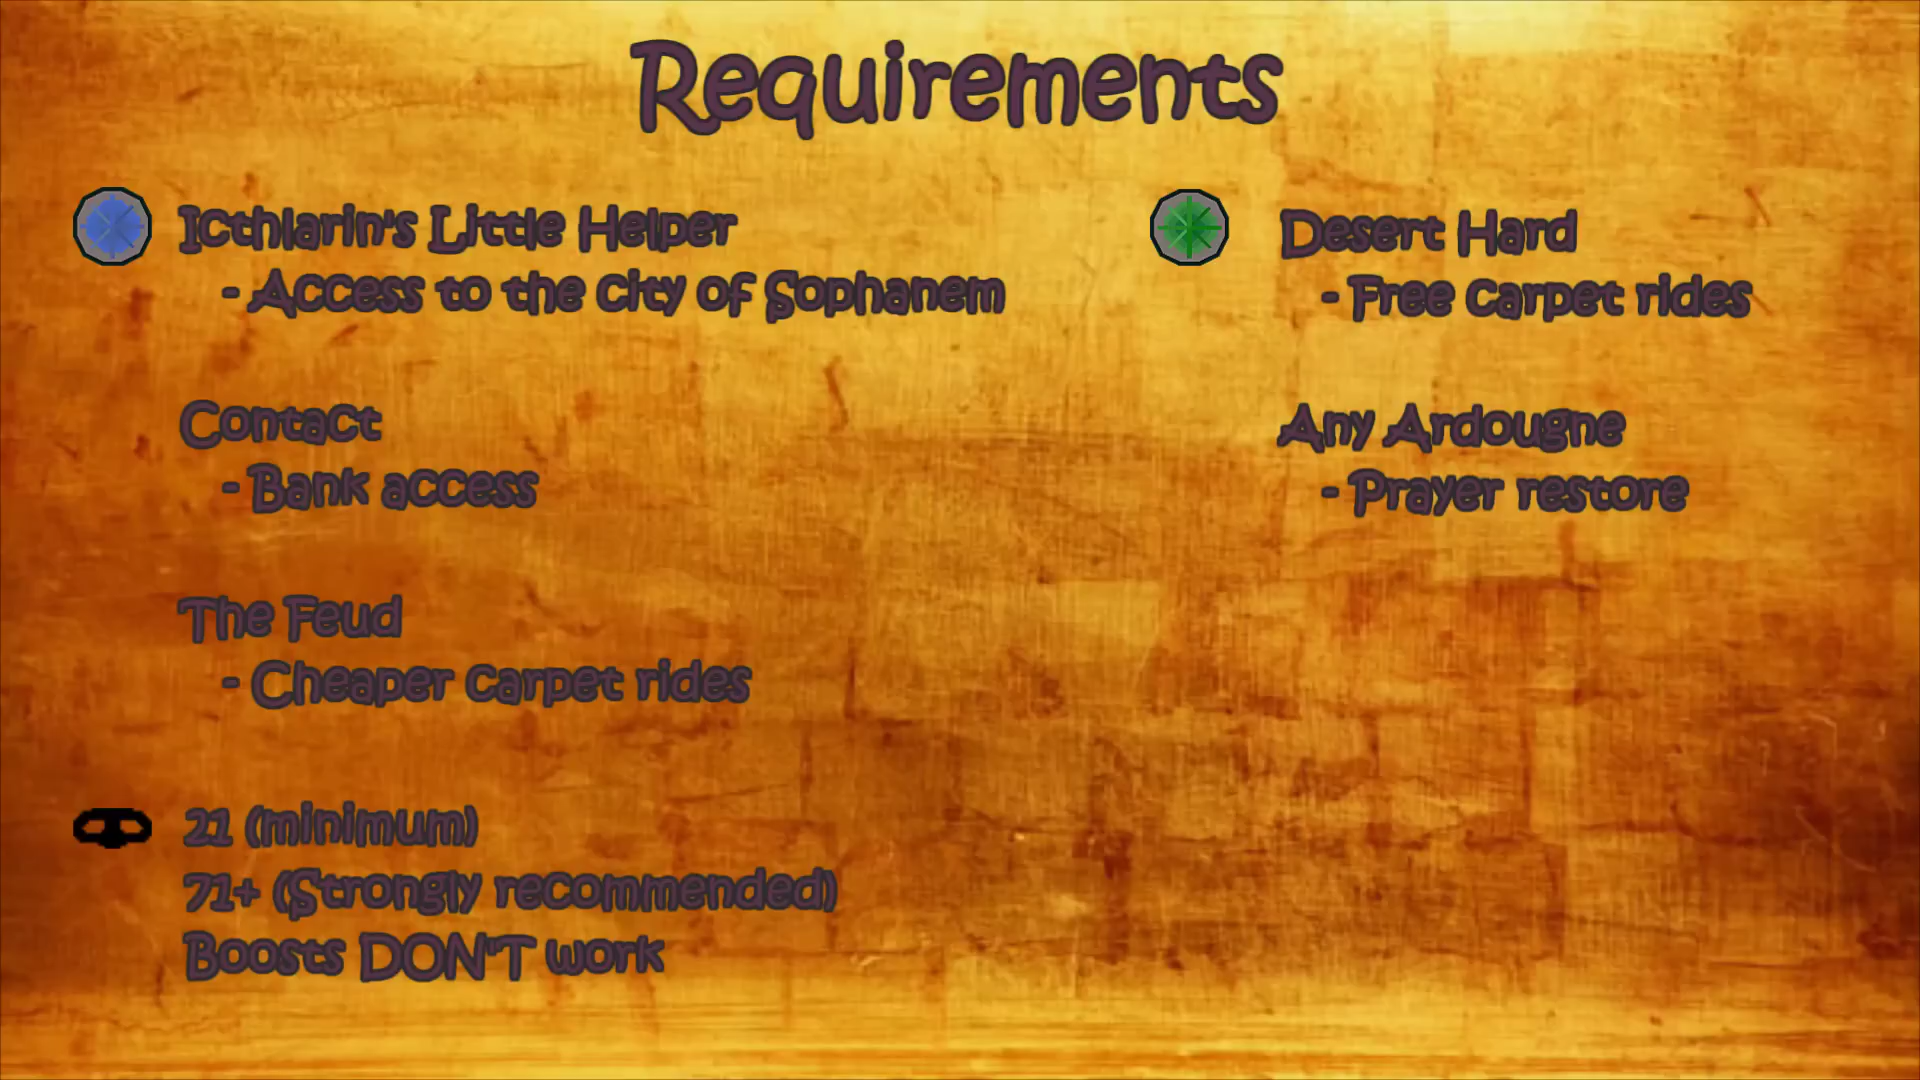 Requirements
Icthlarin's Little Helper
- Access to the city of Sophanem
Contact
- Bank access
The Feud
- Cheaper carpet rides
21 (minimum)
71+ (Strongly recommended)
Boosts DON'T work
Desert Hard
- Free carpet rides
Any Ardougne
- Prayer restore